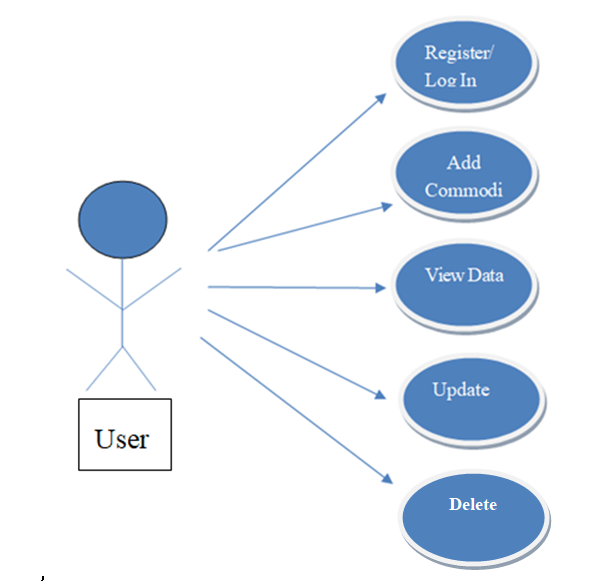 Register/
Log In
Add
Commodi
View Data
Update
Delete
User